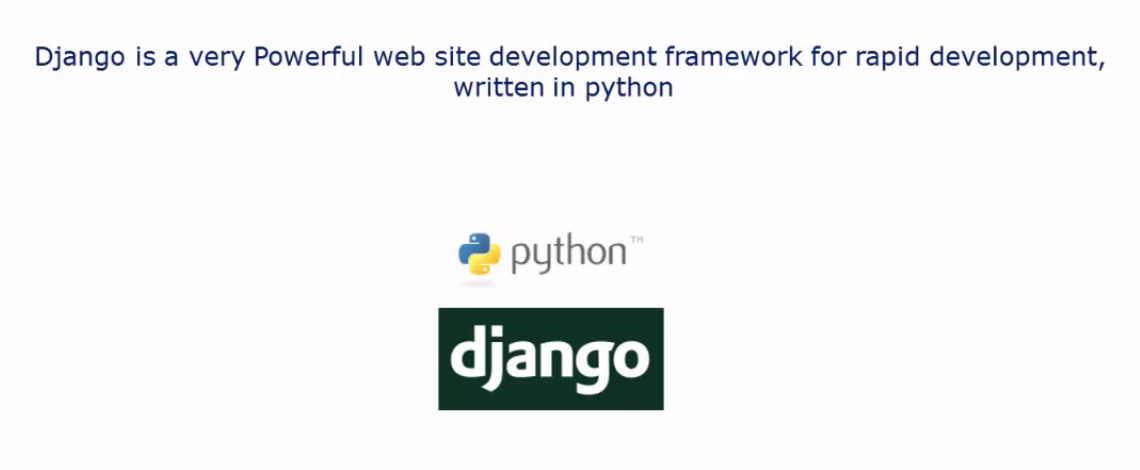 Django is a very Powerful web site development framework for rapid development,
written in python
python™
django